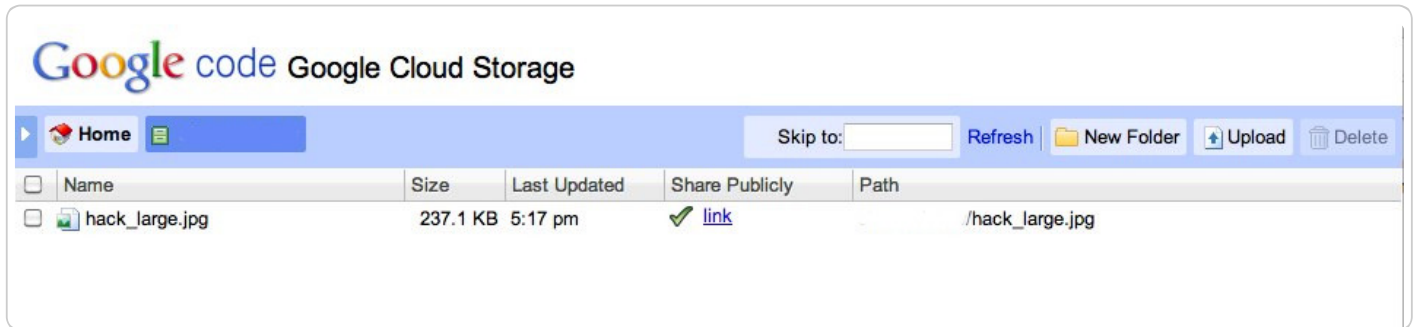 Google code Google Cloud Storage
Home Skip to: Refresh New Folder Upload Delete
Name Size Last Updated Share Publicly Path
hack_large.jpg 237.1 KB 5:17 pm link /hack_large.jpg